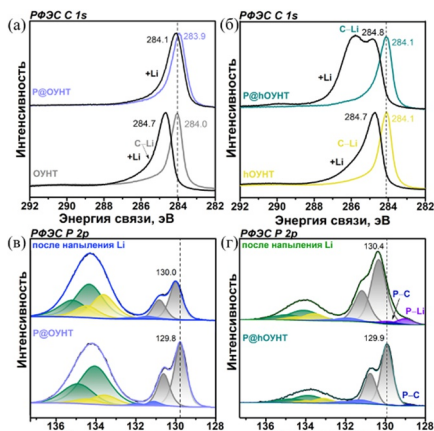 РФЭС C 1s
(а)
284.1
283.9
+Li
P@ОУНТ
284.7
284.0
C–Li
+Li
ОУНТ
Интенсивность
292 290 288 286 284 282
Энергия связи, эВ
РФЭС C 1s
(б)
C–Li
284.8
284.1
+Li
P@hОУНТ
284.7
284.1
C–Li
+Li
hОУНТ
Интенсивность
292 290 288 286 284 282
Энергия связи, эВ
РФЭС P 2p
(в)
после напыления Li
130.0
129.8
P@ОУНТ
Интенсивность
136 134 132 130 128
Энергия связи, эВ
РФЭС P 2p
(г)
после напыления Li
130.4
P–C
P–Li
P@hОУНТ
129.9
P–C
Интенсивность
136 134 132 130 128
Энергия связи, эВ